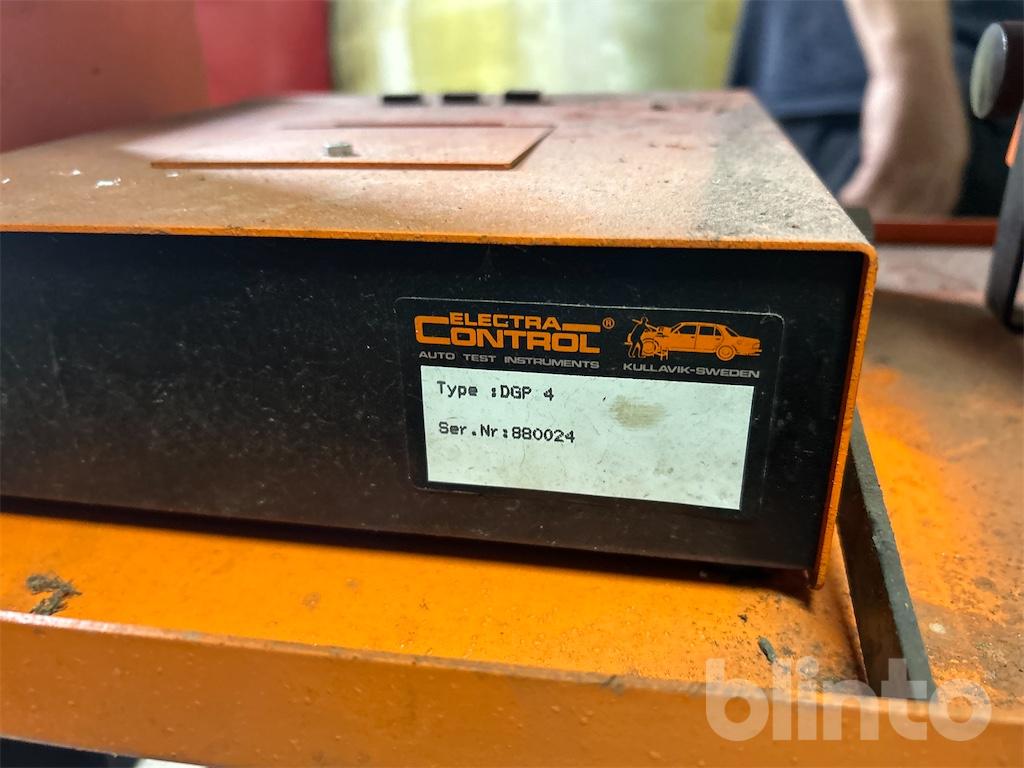 ELECTRA
CONTROL®
AUTO TEST INSTRUMENTS KULLAVIK-SWEDEN
Type :DGP 4
Ser.Nr:880024
blinto